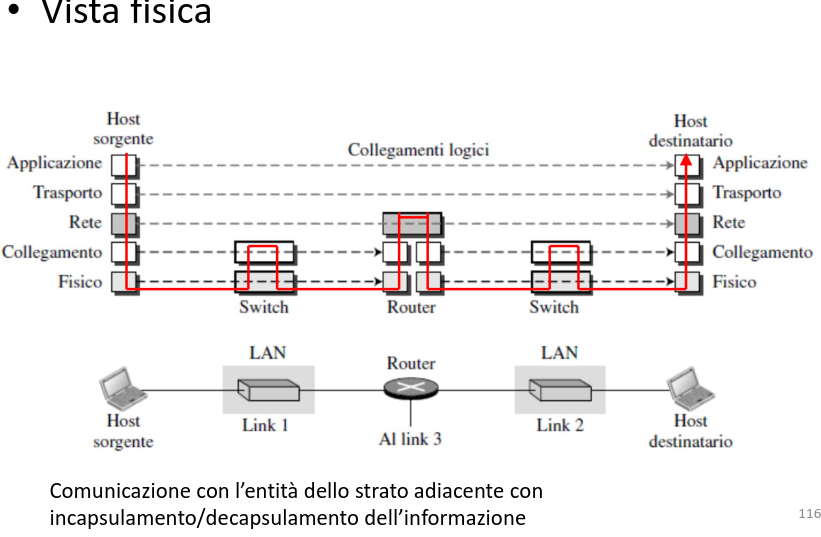 • Vista fisica
Host
sorgente
Host
destinatario
Collegamenti logici
Applicazione
Applicazione
Trasporto
Trasporto
Rete
Rete
Collegamento
Collegamento
Fisico
Fisico
Switch
Router
Switch
LAN
Router
LAN
Host
sorgente
Link 1
Al link 3
Link 2
Host
destinatario
Comunicazione con l'entità dello strato adiacente con
incapsulamento/decapsulamento dell'informazione
116